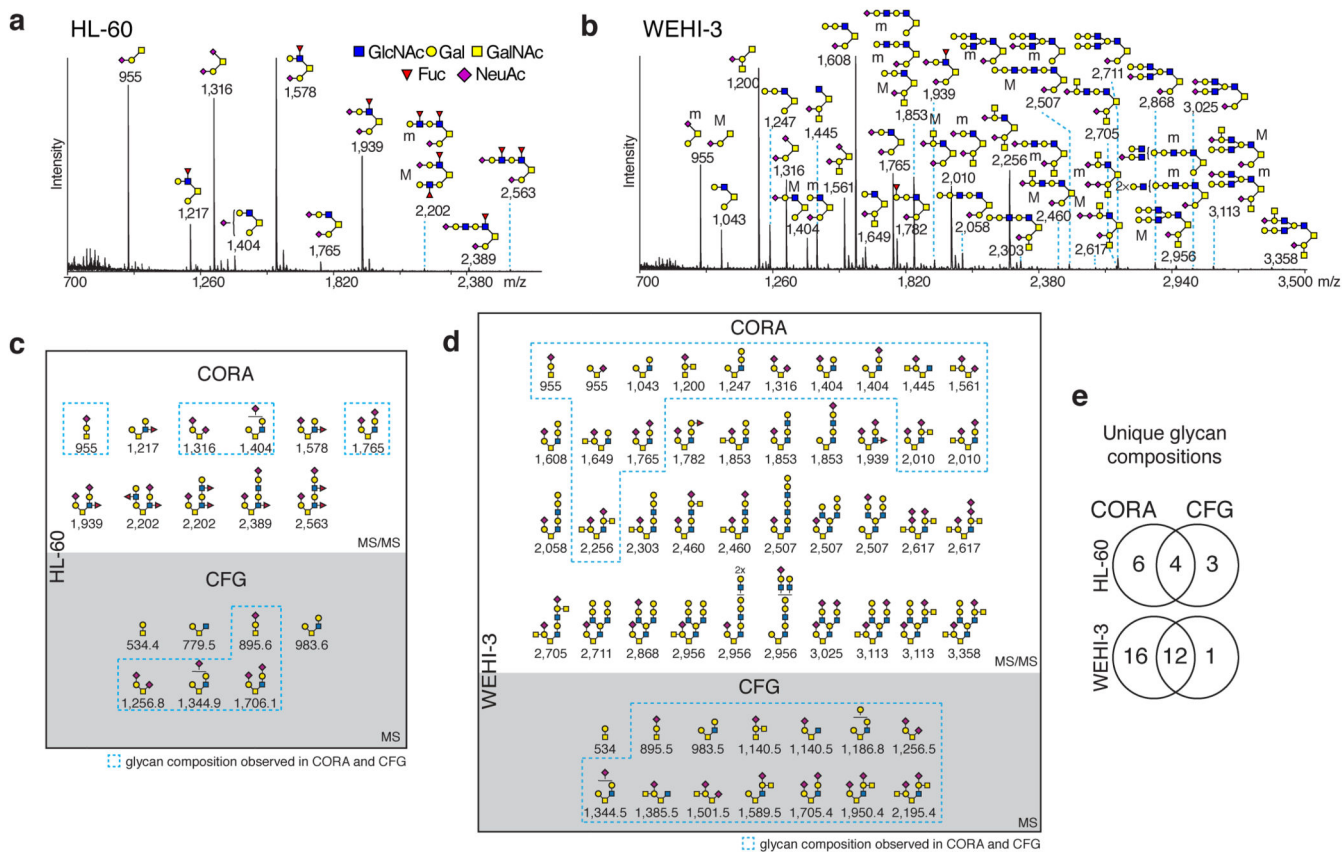 a HL-60
GlcNAc Gal GalNAc
Fuc NeuAc
Intensity
955
1,217
1,316
1,404
1,578
1,765
1,939
m
M
2,202
2,389
2,563
700 1,260 1,820 2,380 m/z
b WEHI-3
Intensity
m M
955
1,043
1,200
1,247
1,316
M
m
1,404
1,445
1,561
1,608
1,649
1,765
1,782
m
m
M
1,853
1,939
M
m
2,010
2,058
2,256
2,303
M
m
M
2,460
m
m
M
2,507
m
M
2,617
2,705
2,711
2,868
m
2×
m
M
2,956
3,025
M
m
3,113
3,358
700 1,260 1,820 2,380 2,940 m/z 3,500
c
CORA
955 1,217 1,316 1,404 1,578 1,765
1,939 2,202 2,202 2,389 2,563
MS/MS
HL-60
CFG
534.4 779.5 895.6 983.6
1,256.8 1,344.9 1,706.1
MS
glycan composition observed in CORA and CFG
d
CORA
955 955 1,043 1,200 1,247 1,316 1,404 1,404 1,445 1,561
1,608 1,649 1,765 1,782 1,853 1,853 1,853 1,939 2,010 2,010
2,058 2,256 2,303 2,460 2,460 2,507 2,507 2,507 2,617 2,617
2x
2,705 2,711 2,868 2,956 2,956 2,956 3,025 3,113 3,113 3,358
MS/MS
WEHI-3
CFG
534 895.5 983.5 1,140.5 1,140.5 1,186.8 1,256.5
1,344.5 1,385.5 1,501.5 1,589.5 1,705.4 1,950.4 2,195.4
MS
glycan composition observed in CORA and CFG
e
Unique glycan
compositions
CORA CFG
HL-60
6 4 3
WEHI-3
16 12 1